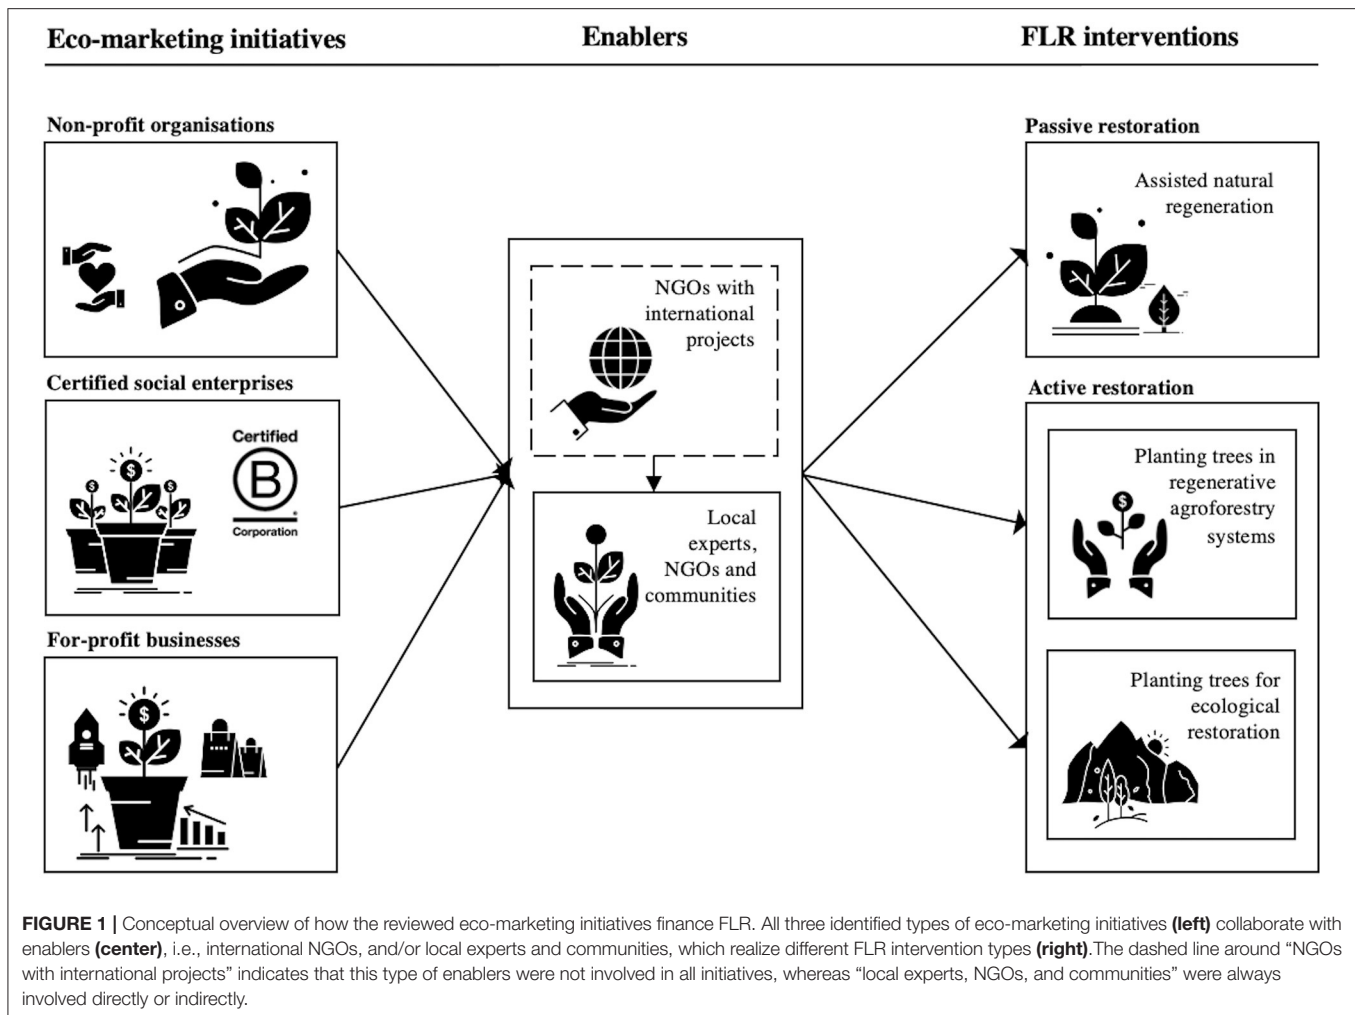 Eco-marketing initiatives
Enablers
FLR interventions
Non-profit organisations
Certified social enterprises
$
$
$
Certified
B
®
Corporation
For-profit businesses
$
NGOs with
international
projects
Local
experts,
NGOs and
communities
Passive restoration
Assisted natural
regeneration
Active restoration
Planting trees in
regenerative
agroforestry
systems
$
Planting trees for
ecological
restoration
FIGURE 1 | Conceptual overview of how the reviewed eco-marketing initiatives finance FLR. All three identified types of eco-marketing initiatives (left) collaborate with
enablers (center), i.e., international NGOs, and/or local experts and communities, which realize different FLR intervention types (right).The dashed line around “NGOs
with international projects” indicates that this type of enablers were not involved in all initiatives, whereas “local experts, NGOs, and communities” were always
involved directly or indirectly.